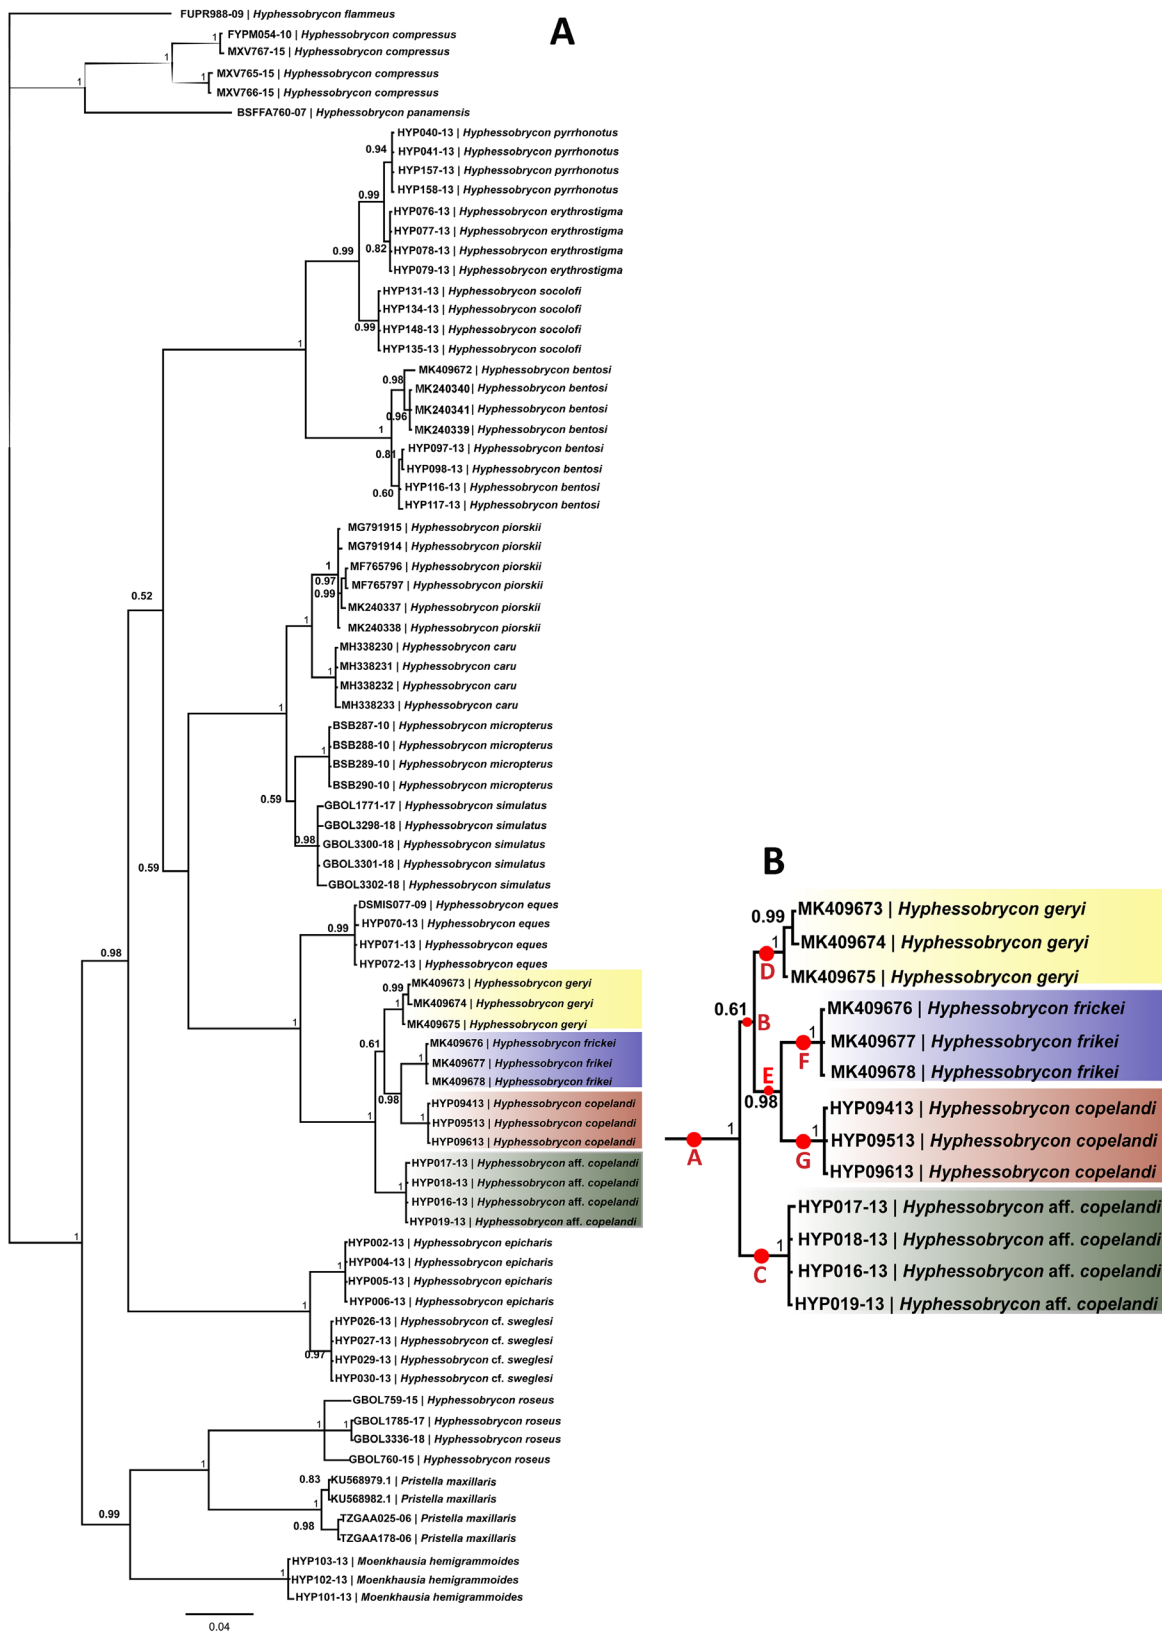 A
FUPR988-09 | Hyphessobrycon flammeus
FYPM054-10 | Hyphessobrycon compressus
1
MXV767-15 | Hyphessobrycon compressus
1
MXV765-15 | Hyphessobrycon compressus
1
1
MXV766-15 | Hyphessobrycon compressus
BSFFA760-07 | Hyphessobrycon panamensis
HYP040-13 | Hyphessobrycon pyrrhonotus
0.94
HYP041-13 | Hyphessobrycon pyrrhonotus
HYP157-13 | Hyphessobrycon pyrrhonotus
HYP158-13 | Hyphessobrycon pyrrhonotus
0.99
HYP076-13 | Hyphessobrycon erythrostigma
HYP077-13 | Hyphessobrycon erythrostigma
0.99
0.82
HYP078-13 | Hyphessobrycon erythrostigma
HYP079-13 | Hyphessobrycon erythrostigma
HYP131-13 | Hyphessobrycon socolofi
HYP134-13 | Hyphessobrycon socolofi
0.99
HYP148-13 | Hyphessobrycon socolofi
1
HYP135-13 | Hyphessobrycon socolofi
MK409672 | Hyphessobrycon bentosi
0.98
MK240340 | Hyphessobrycon bentosi
0.96
MK240341 | Hyphessobrycon bentosi
1
MK240339 | Hyphessobrycon bentosi
HYP097-13 | Hyphessobrycon bentosi
0.81
HYP098-13 | Hyphessobrycon bentosi
0.60
HYP116-13 | Hyphessobrycon bentosi
HYP117-13 | Hyphessobrycon bentosi
MG791915 | Hyphessobrycon piorskii
MG791914 | Hyphessobrycon piorskii
1
MF765796 | Hyphessobrycon piorskii
0.97
MF765797 | Hyphessobrycon piorskii
0.99
0.52
MK240337 | Hyphessobrycon piorskii
1
MK240338 | Hyphessobrycon piorskii
MH338230 | Hyphessobrycon caru
1
MH338231 | Hyphessobrycon caru
MH338232 | Hyphessobrycon caru
1
MH338233 | Hyphessobrycon caru
BSB287-10 | Hyphessobrycon micropterus
1
BSB288-10 | Hyphessobrycon micropterus
BSB289-10 | Hyphessobrycon micropterus
BSB290-10 | Hyphessobrycon micropterus
0.59
GBOL1771-17 | Hyphessobrycon simulatus
GBOL3298-18 | Hyphessobrycon simulatus
0.98
GBOL3300-18 | Hyphessobrycon simulatus
0.59
GBOL3301-18 | Hyphessobrycon simulatus
GBOL3302-18 | Hyphessobrycon simulatus
DSMIS077-09 | Hyphessobrycon eques
HYP070-13 | Hyphessobrycon eques
0.99
HYP071-13 | Hyphessobrycon eques
0.98
HYP072-13 | Hyphessobrycon eques
MK409673 | Hyphessobrycon geryi
0.99
MK409674 | Hyphessobrycon geryi
MK409675 | Hyphessobrycon geryi
0.61
MK409676 | Hyphessobrycon frickei
1
MK409677 | Hyphessobrycon frikei
MK409678 | Hyphessobrycon frikei
0.98
HYP09413 | Hyphessobrycon copelandi
1
HYP09513 | Hyphessobrycon copelandi
1
HYP09613 | Hyphessobrycon copelandi
HYP017-13 | Hyphessobrycon aff. copelandi
HYP018-13 | Hyphessobrycon aff. copelandi
1
HYP016-13 | Hyphessobrycon aff. copelandi
HYP019-13 | Hyphessobrycon aff. copelandi
1
HYP002-13 | Hyphessobrycon epicharis
1
HYP004-13 | Hyphessobrycon epicharis
HYP005-13 | Hyphessobrycon epicharis
1
HYP006-13 | Hyphessobrycon epicharis
HYP026-13 | Hyphessobrycon cf. sweglesi
HYP027-13 | Hyphessobrycon cf. sweglesi
0.97
HYP029-13 | Hyphessobrycon cf. sweglesi
HYP030-13 | Hyphessobrycon cf. sweglesi
GBOL759-15 | Hyphessobrycon roseus
1
1
GBOL1785-17 | Hyphessobrycon roseus
GBOL3336-18 | Hyphessobrycon roseus
1
GBOL760-15 | Hyphessobrycon roseus
0.83
KU568979.1 | Pristella maxillaris
KU568982.1 | Pristella maxillaris
1
0.99
TZGAA025-06 | Pristella maxillaris
0.98
TZGAA178-06 | Pristella maxillaris
HYP103-13 | Moenkhausia hemigrammoides
1
HYP102-13 | Moenkhausia hemigrammoides
HYP101-13 | Moenkhausia hemigrammoides
0.04
B
MK409673 | Hyphessobrycon geryi
0.99
1
MK409674 | Hyphessobrycon geryi
D
MK409675 | Hyphessobrycon geryi
0.61
B
MK409676 | Hyphessobrycon frickei
1
MK409677 | Hyphessobrycon frikei
F
E
MK409678 | Hyphessobrycon frikei
0.98
HYP09413 | Hyphessobrycon copelandi
1
1
HYP09513 | Hyphessobrycon copelandi
A
G
HYP09613 | Hyphessobrycon copelandi
HYP017-13 | Hyphessobrycon aff. copelandi
HYP018-13 | Hyphessobrycon aff. copelandi
1
C
HYP016-13 | Hyphessobrycon aff. copelandi
HYP019-13 | Hyphessobrycon aff. copelandi